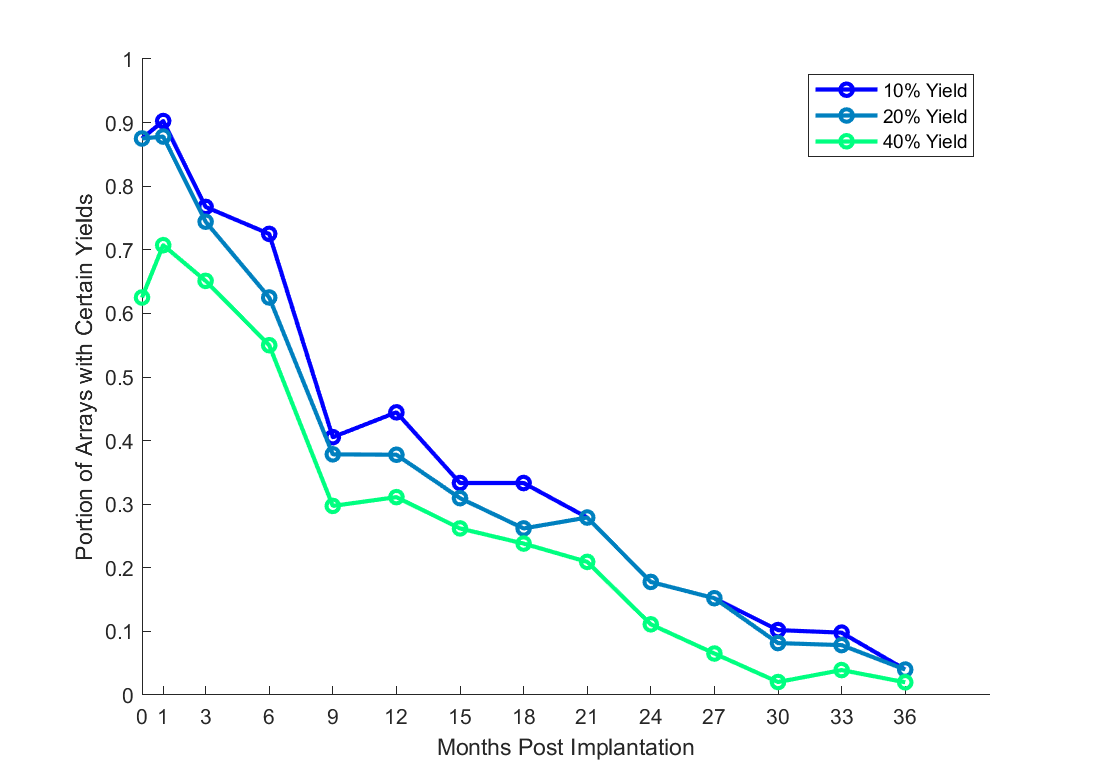 1
0.9
0.8
0.7
0.6
0.5
0.4
0.3
0.2
0.1
0
Portion of Arrays with Certain Yields
10% Yield
20% Yield
40% Yield
0 1 3 6 9 12 15 18 21 24 27 30 33 36
Months Post Implantation